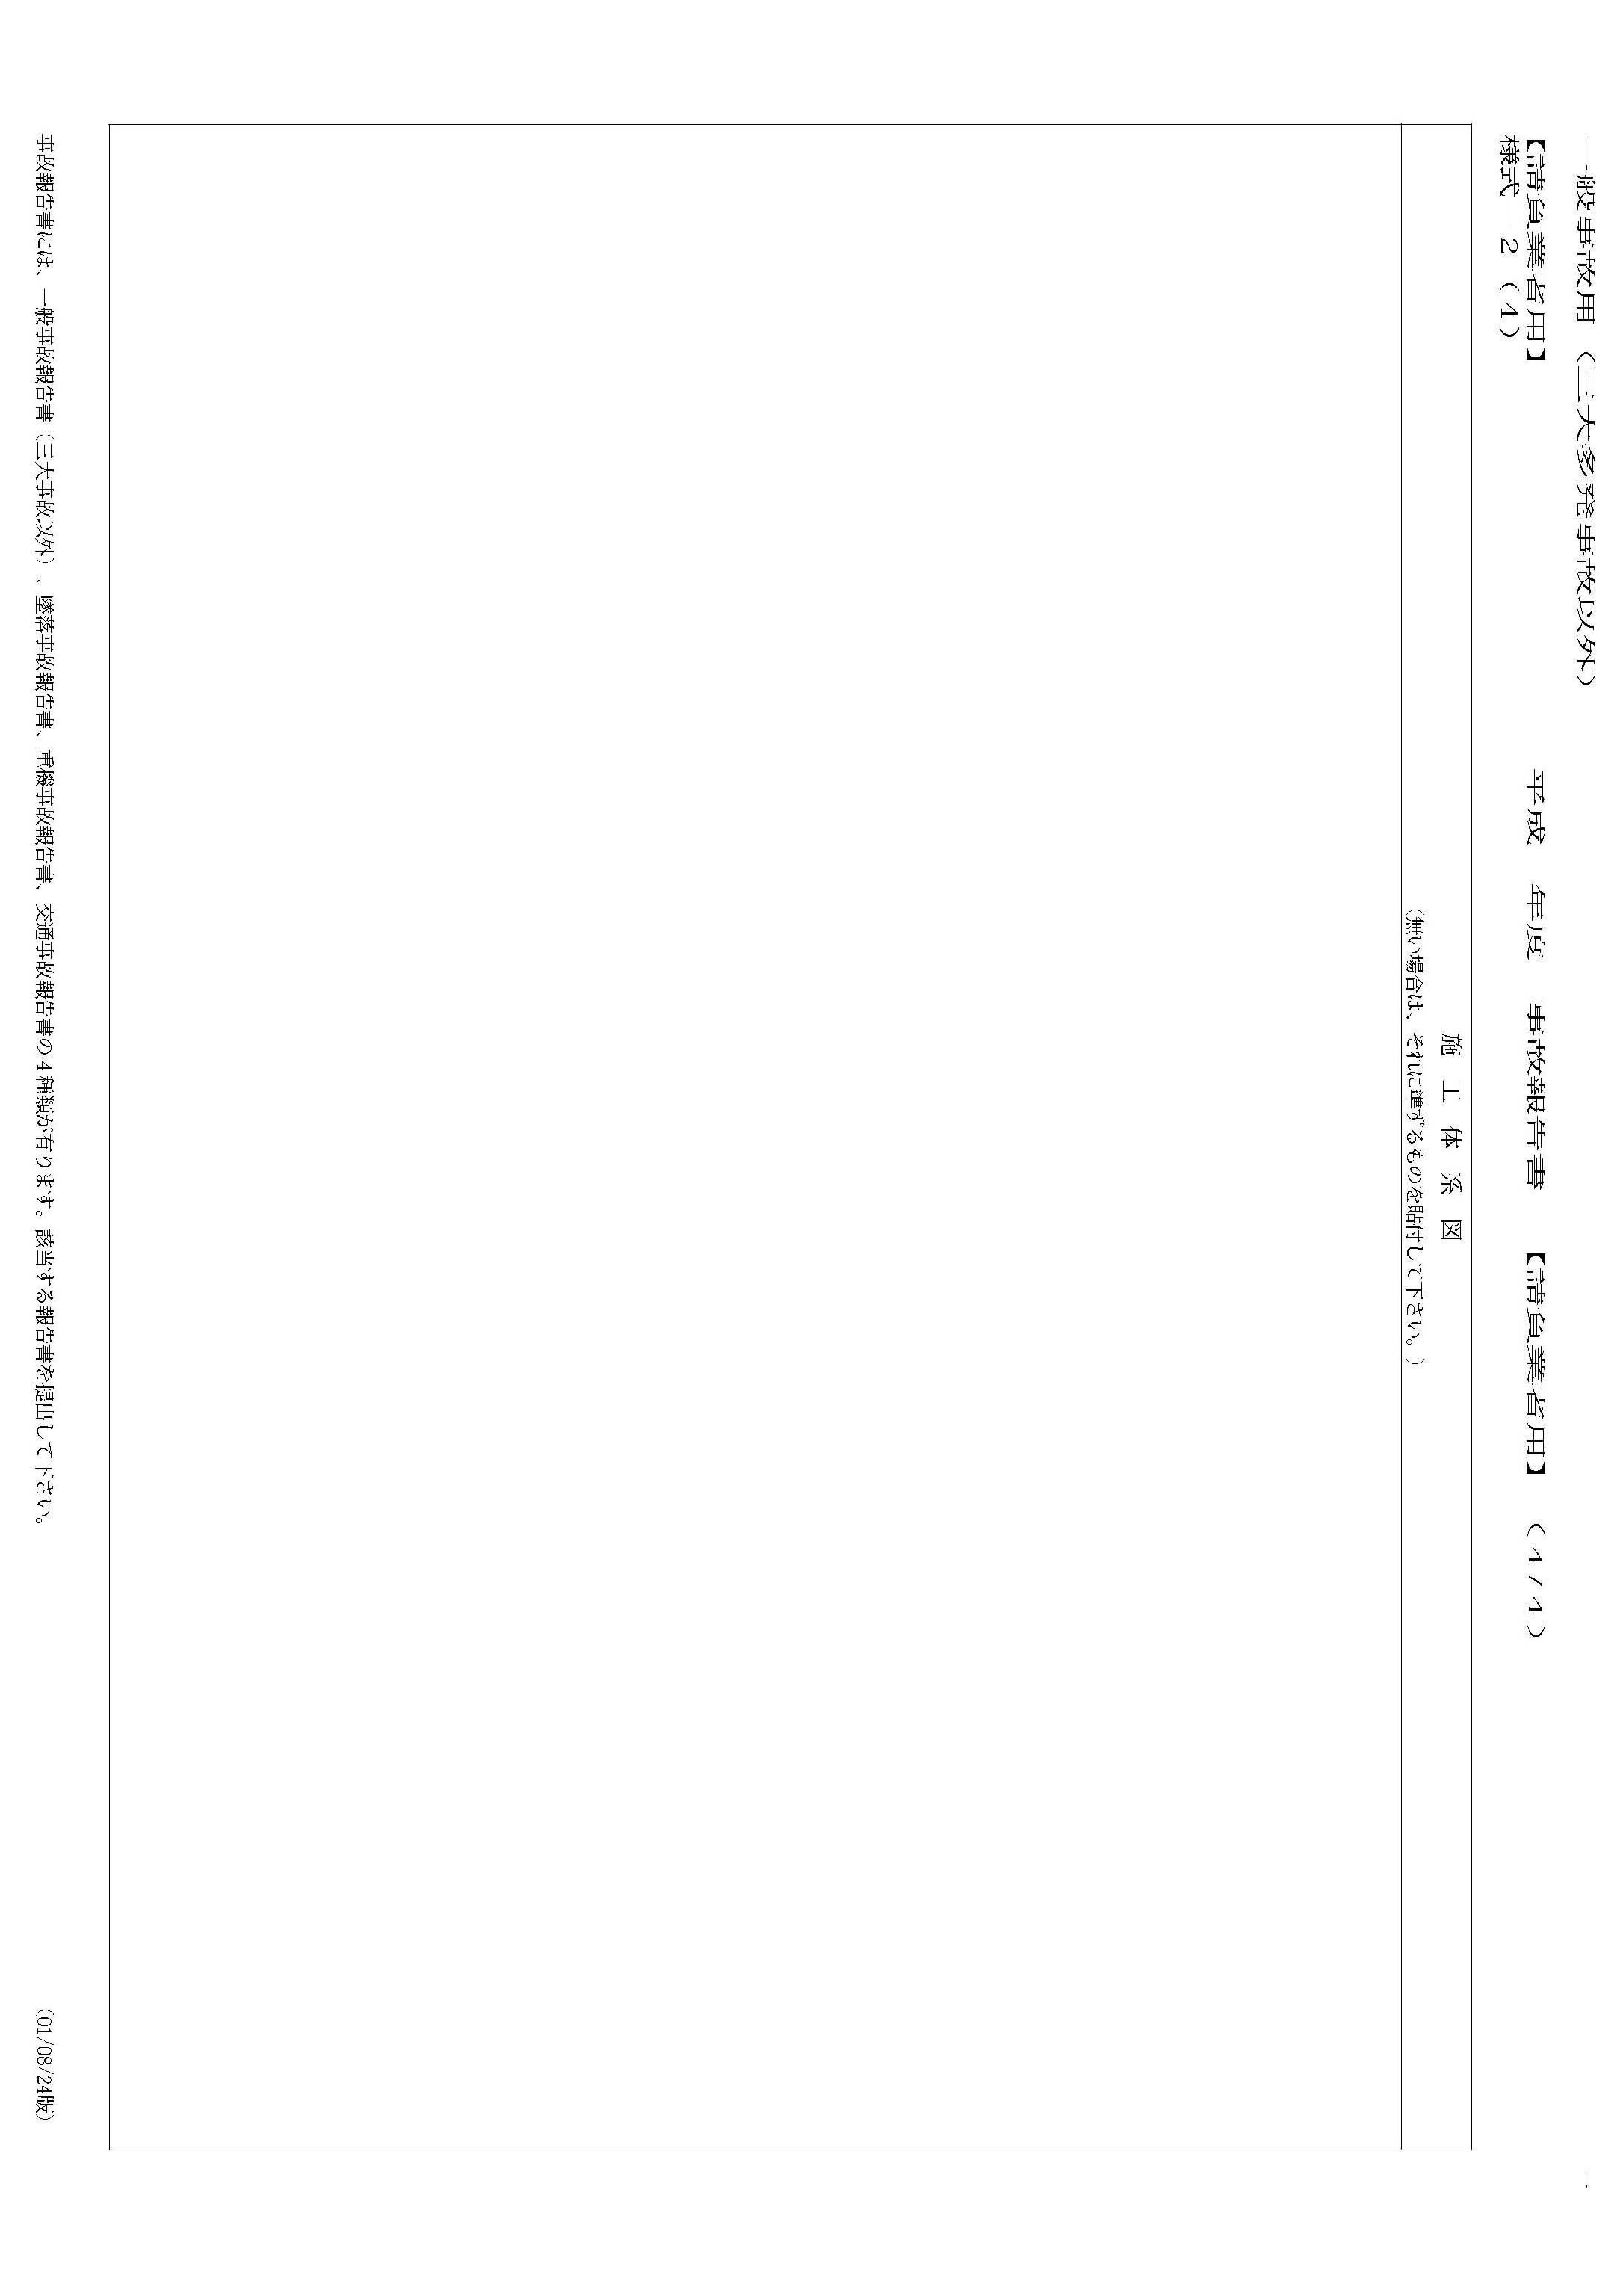 一般事故用（三大多発事故以外）
【請負業者用】　平成　年度　事故報告書　【請負業者用】　（４／４）
様式　２（４）
施　工　体　系　図
（無い場合は、それに準ずるものを貼付して下さい。）
事故報告書には、一般事故報告書（三大事故以外）、墜落事故報告書、重機事故報告書、交通事故報告書の４種類が有ります。該当する報告書を提出して下さい。　（01/08/24版）